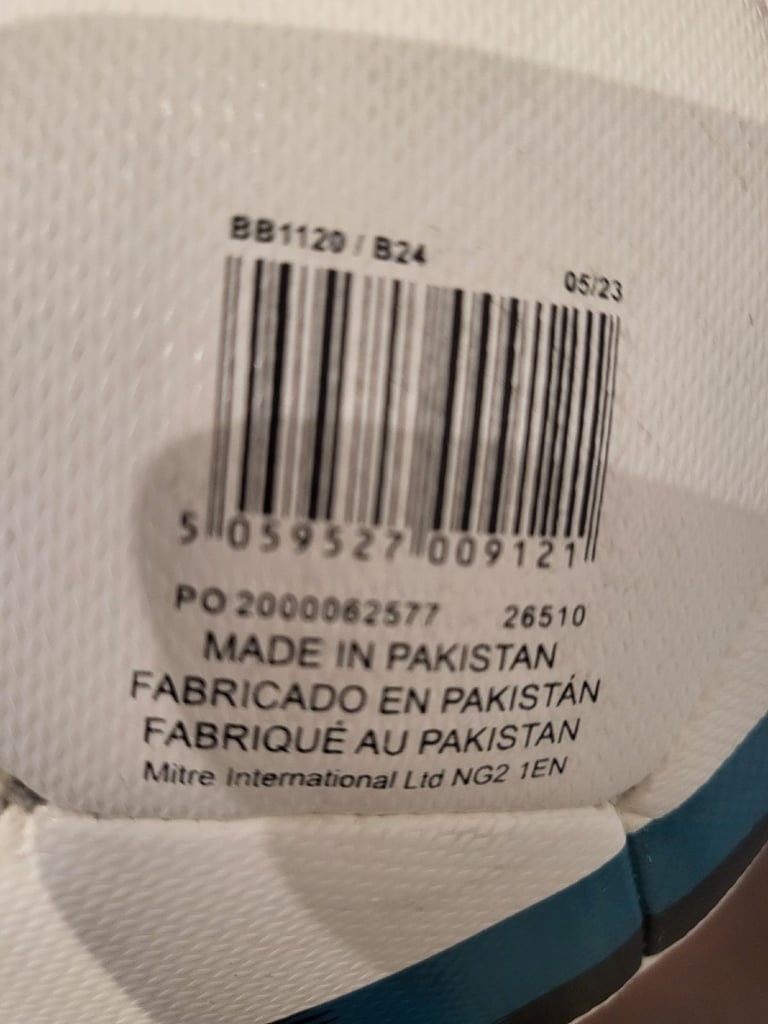 BB1120 / B24
05/23
5 059527 009121
PO 2000062577 26510
MADE IN PAKISTAN
FABRICADO EN PAKISTÁN
FABRIQUÉ AU PAKISTAN
Mitre International Ltd NG2 1EN